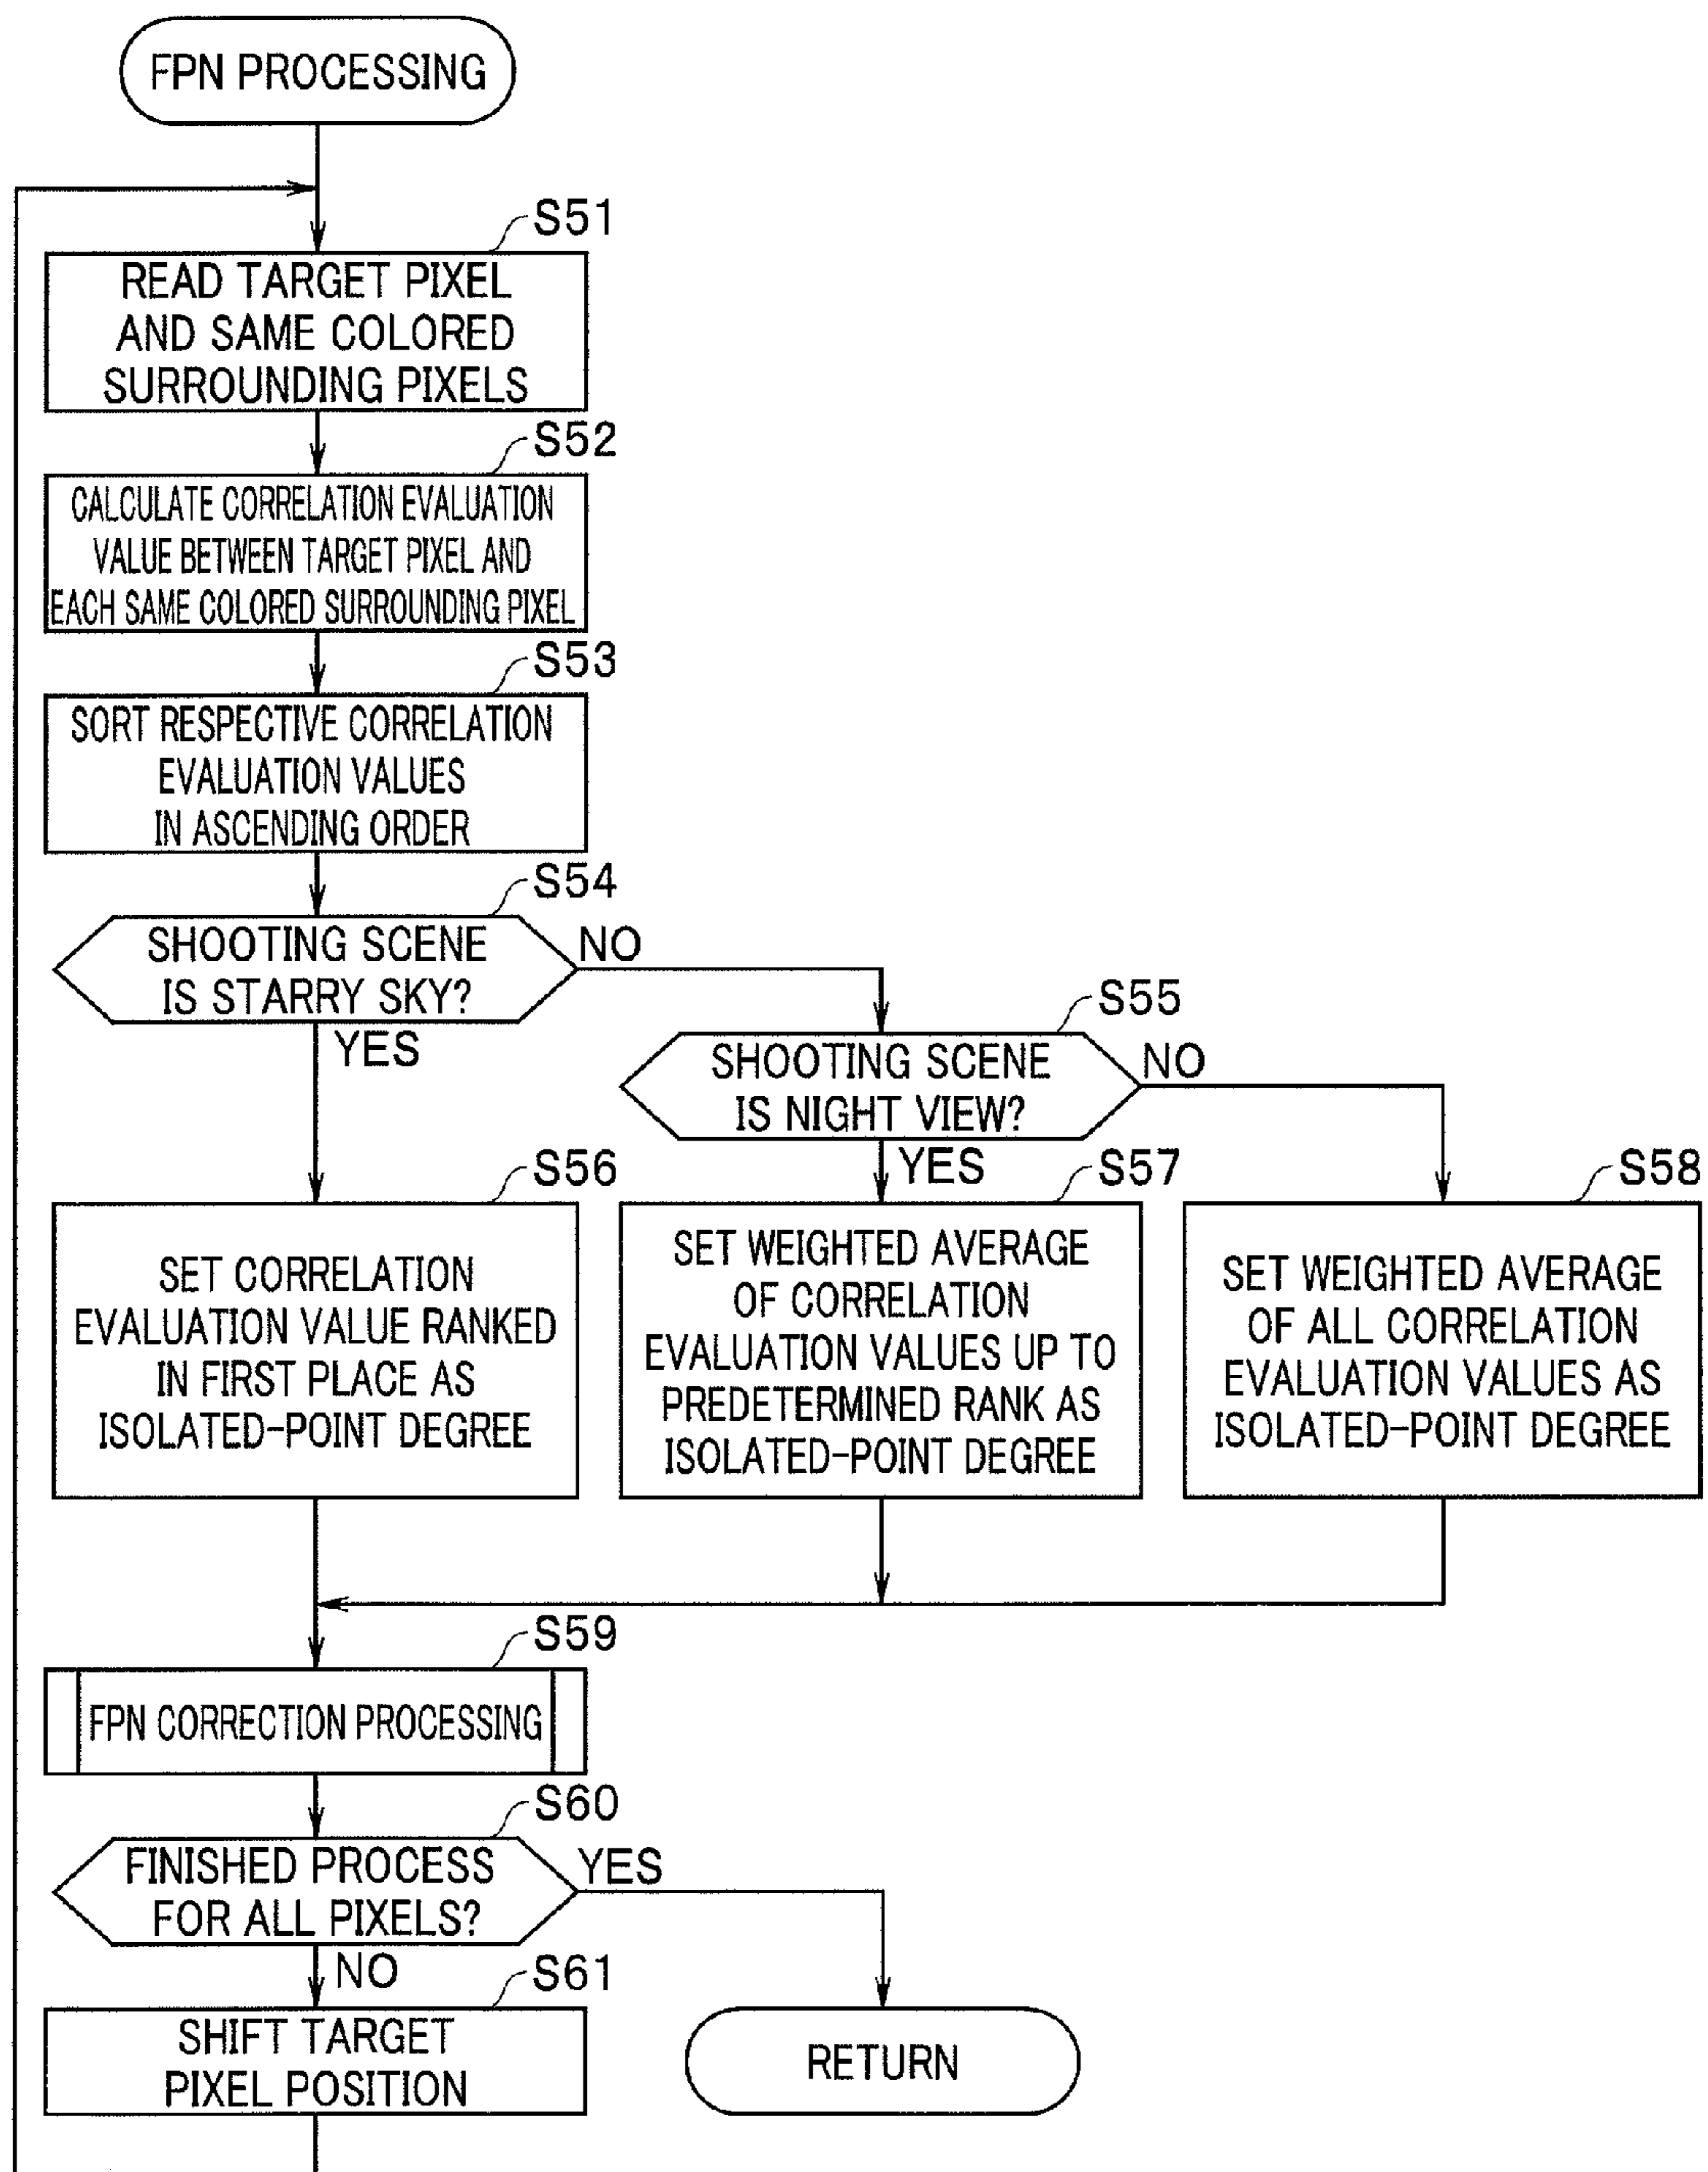 FPN PROCESSING
S51
READ TARGET PIXEL
AND SAME COLORED
SURROUNDING PIXELS
S52
CALCULATE CORRELATION EVALUATION
VALUE BETWEEN TARGET PIXEL AND
EACH SAME COLORED SURROUNDING PIXEL
S53
SORT RESPECTIVE CORRELATION
EVALUATION VALUES
IN ASCENDING ORDER
S54
SHOOTING SCENE
IS STARRY SKY?
NO
YES
S55
SHOOTING SCENE
IS NIGHT VIEW?
NO
YES
S56
SET CORRELATION
EVALUATION VALUE RANKED
IN FIRST PLACE AS
ISOLATED-POINT DEGREE
S57
SET WEIGHTED AVERAGE
OF CORRELATION
EVALUATION VALUES UP TO
PREDETERMINED RANK AS
ISOLATED-POINT DEGREE
S58
SET WEIGHTED AVERAGE
OF ALL CORRELATION
EVALUATION VALUES AS
ISOLATED-POINT DEGREE
S59
FPN CORRECTION PROCESSING
S60
FINISHED PROCESS
FOR ALL PIXELS?
YES
NO
S61
SHIFT TARGET
PIXEL POSITION
RETURN